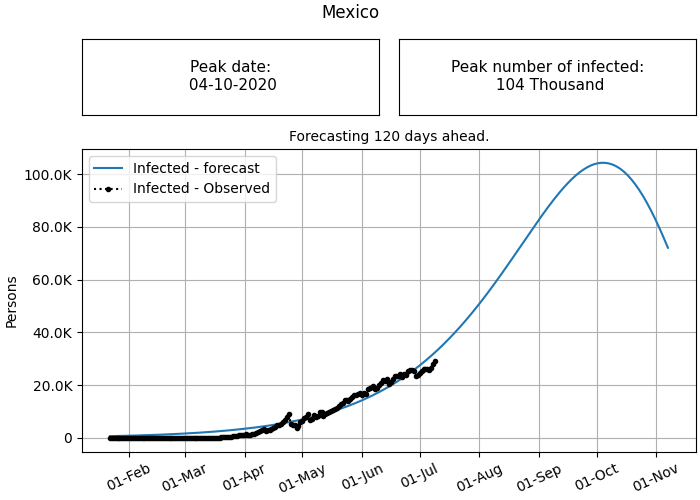 Mexico
Peak date:
04-10-2020
Peak number of infected:
104 Thousand
Forecasting 120 days ahead.
Infected - forecast
Infected - Observed
Persons
100.0K
80.0K
60.0K
40.0K
20.0K
0
01-Feb
01-Mar
01-Apr
01-May
01-Jun
01-Jul
01-Aug
01-Sep
01-Oct
01-Nov